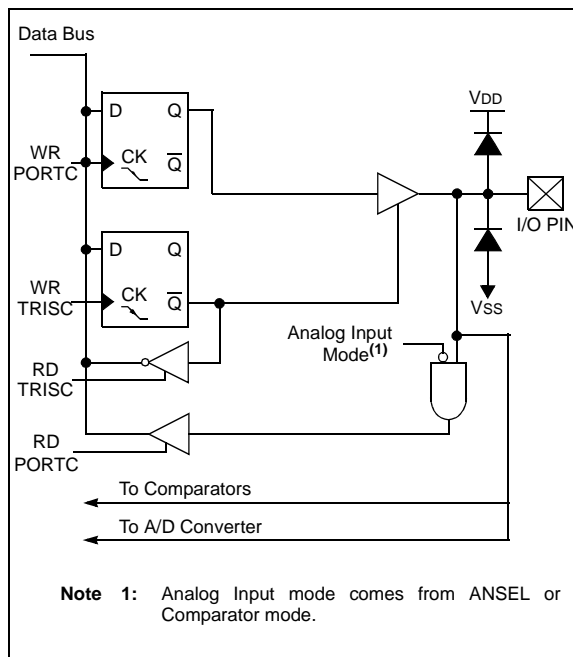 Data Bus
D Q
WR
PORTC
CK Q
VDD
I/O PIN
D Q
WR
TRISC
CK Q
VSS
Analog Input
Mode(1)
RD
TRISC
RD
PORTC
To Comparators
To A/D Converter
Note 1: Analog Input mode comes from ANSEL or
Comparator mode.